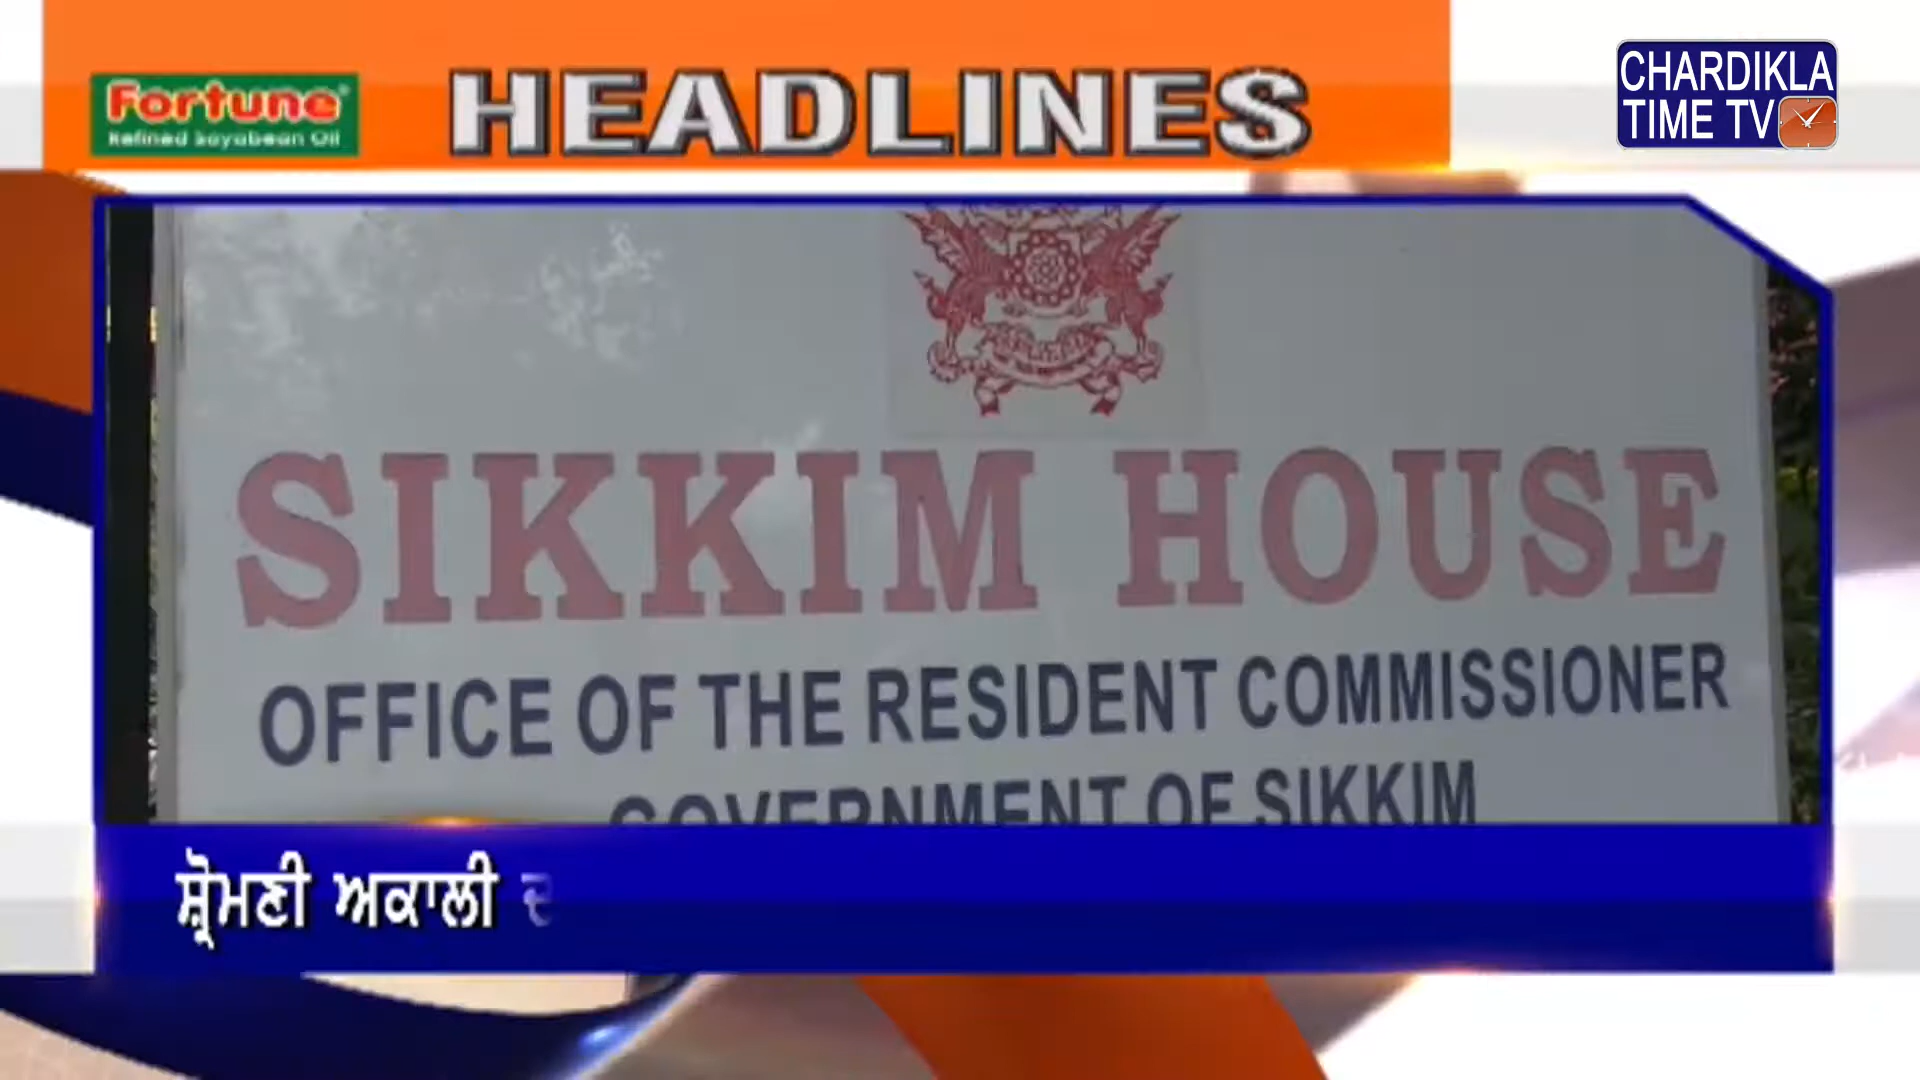 Fortune
Refined Soyabean Oil
HEADLINES
CHARDIKLA
TIME TV
SIKKIM HOUSE
OFFICE OF THE RESIDENT COMMISSIONER
GOVERNMENT OF SIKKIM
ਸ਼੍ਰੋਮਣੀ ਅਕਾਲੀ